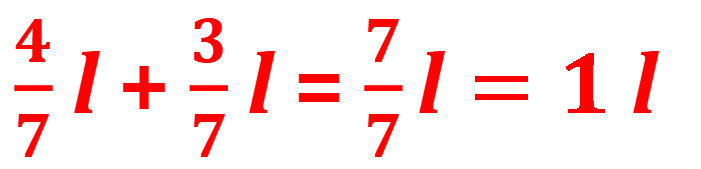 4/7 l + 3/7 l = 7/7 l = 1 l